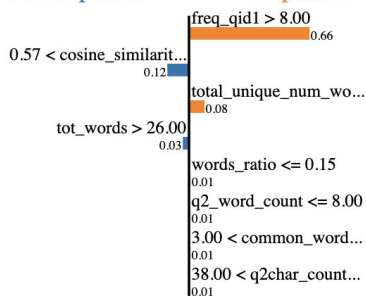 freq_qid1 > 8.00
0.66
0.57 < cosine_similarit...
0.12
total_unique_num_wo...
0.08
tot_words > 26.00
0.03
words_ratio <= 0.15
0.01
q2_word_count <= 8.00
0.01
3.00 < common_word...
0.01
38.00 < q2char_count...
0.01